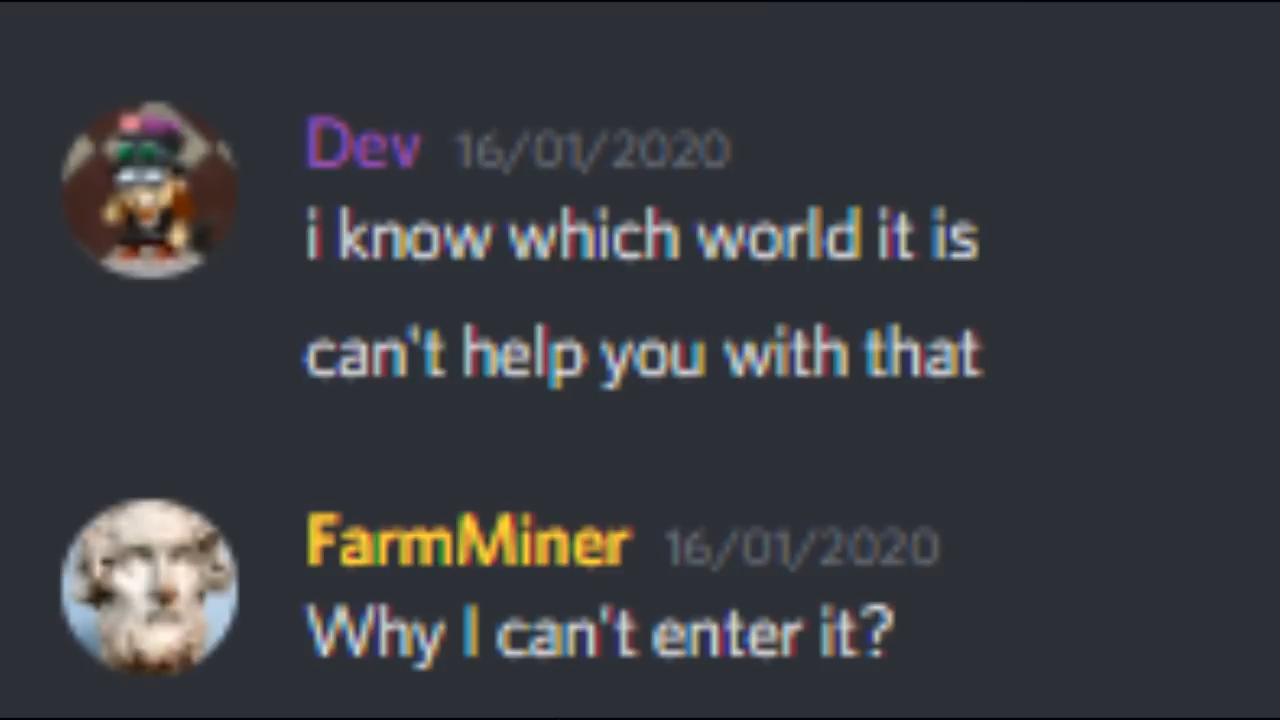 Dev 16/01/2020
i know which world it is
can't help you with that
FarmMiner 16/01/2020
Why I can't enter it?